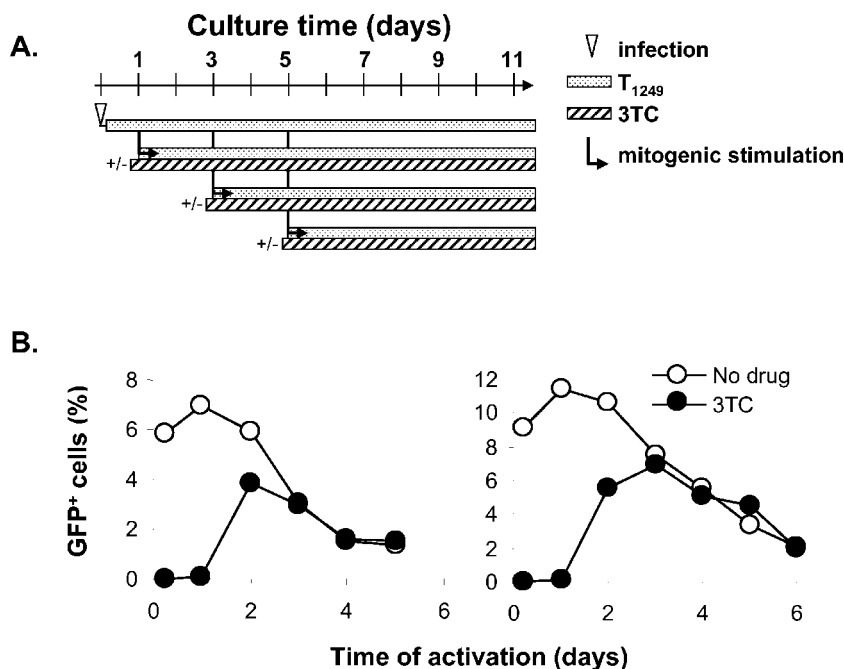 A.
Culture time (days)
1 3 5 7 9 11
infection
T1249
3TC
mitogenic stimulation
+/-
+/-
+/-
B.
GFP+ cells (%)
8
6
4
2
0
0 2 4 6
12
10
8
6
4
2
0
0 2 4 6
No drug
3TC
Time of activation (days)